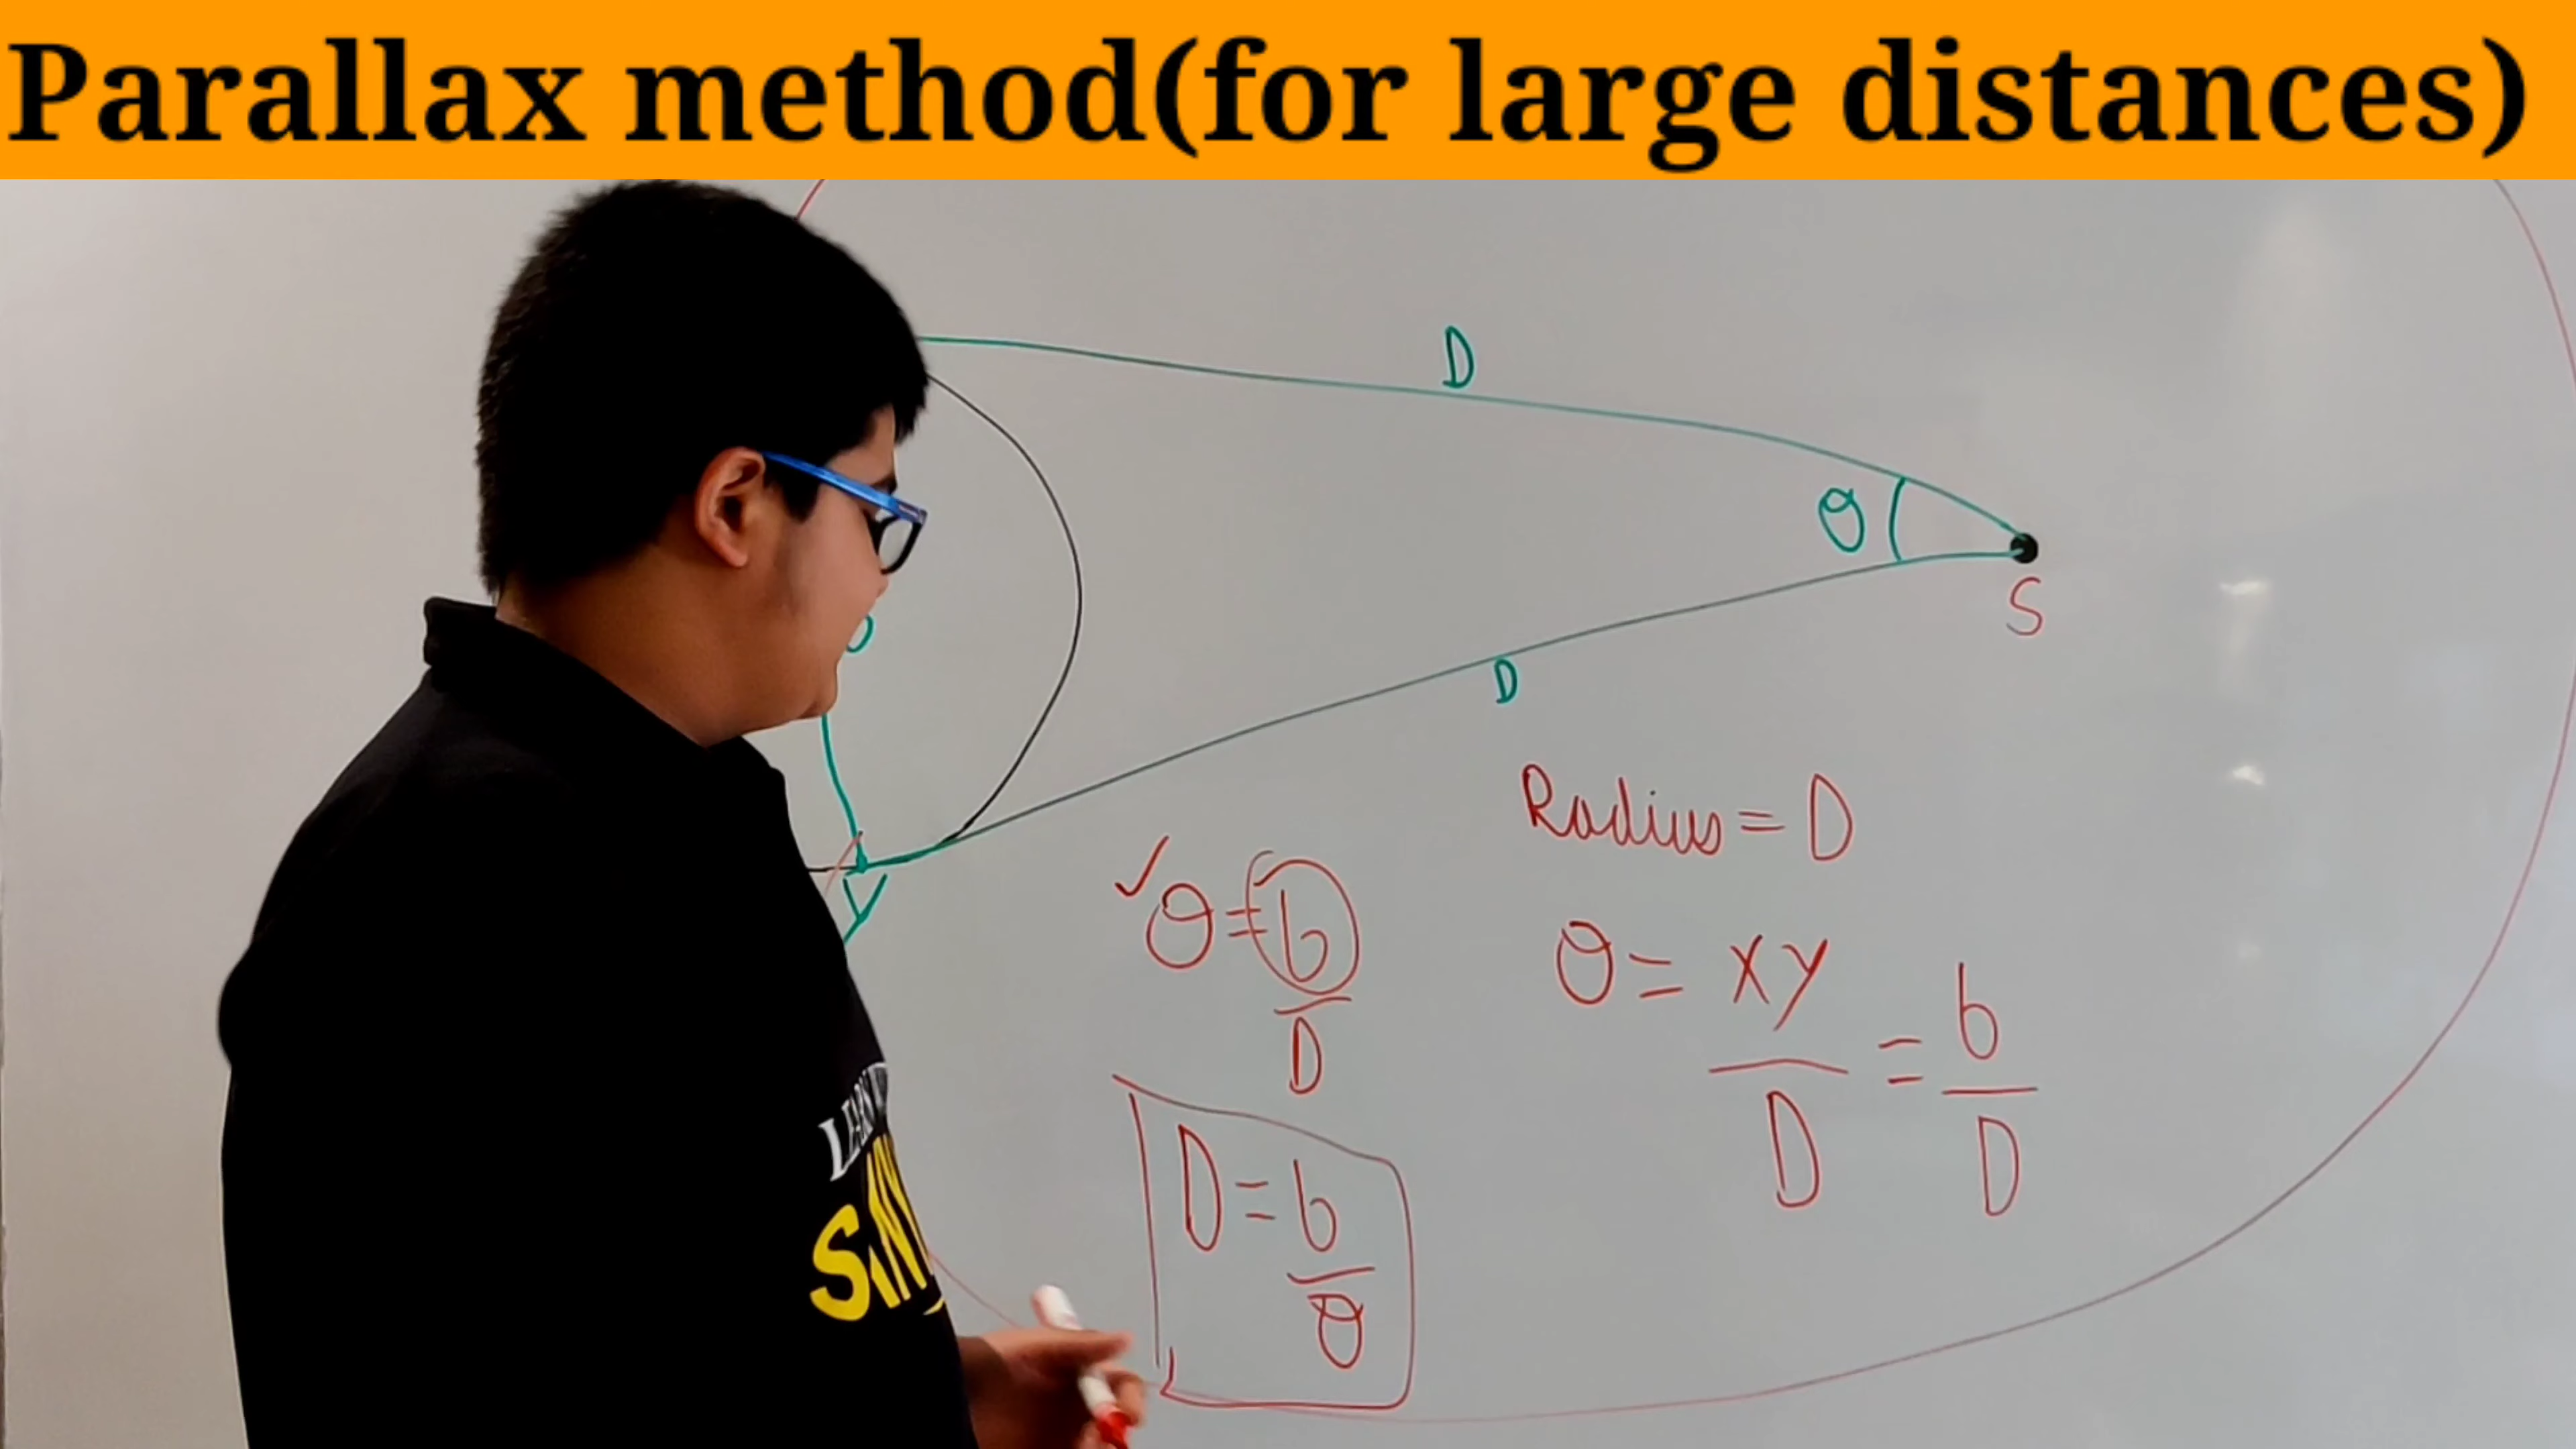 Parallax method(for large distances)
D
θ
S
D
Radius = D
Y
✓ θ = b/D
θ = XY/D = b/D
D = b/θ